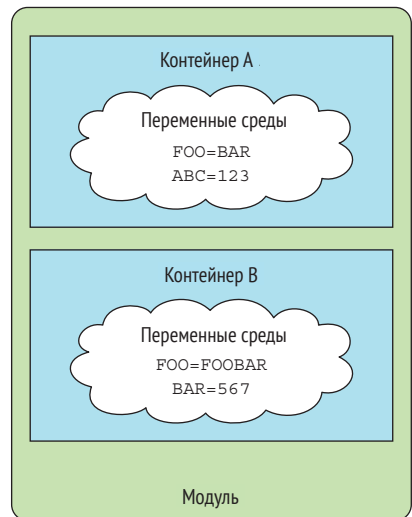 Контейнер А
Переменные среды
FOO=BAR
ABC=123
Контейнер В
Переменные среды
FOO=FOOBAR
BAR=567
Модуль